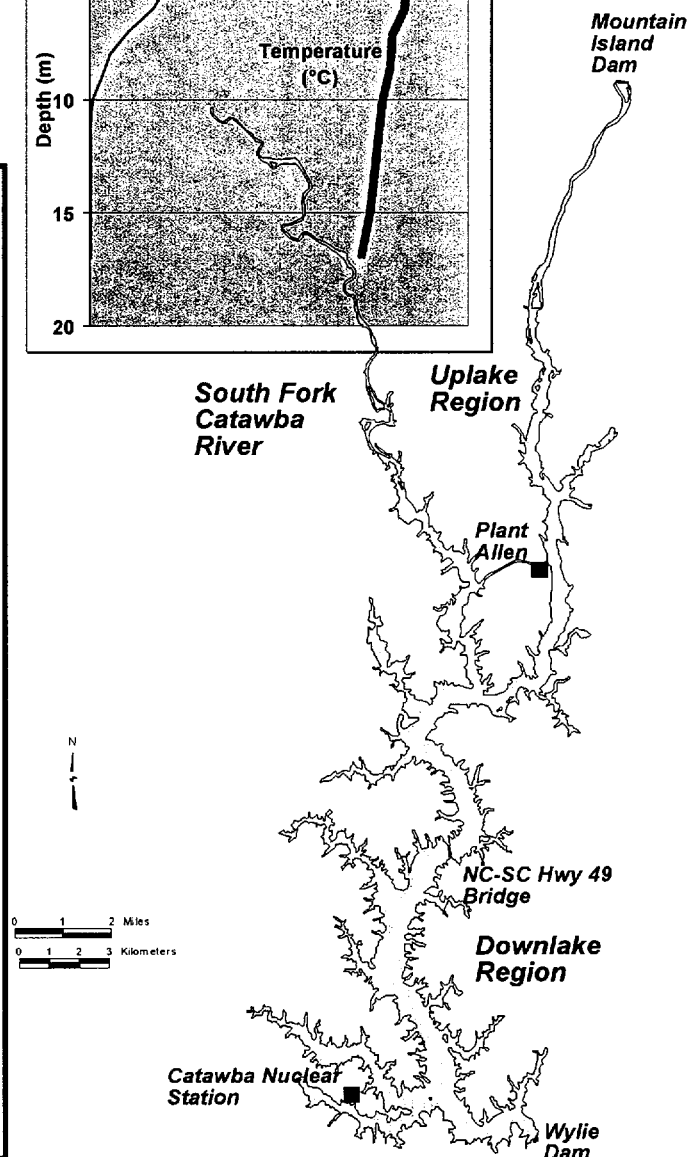 Mountain
Island
Dam
Temperature
(°C)
Depth (m)
10
15
20
South Fork
Catawba
River
Uplake
Region
Plant
Allen
N
NC-SC Hwy 49
Bridge
0 1 2 Miles
0 1 2 3 Kilometers
Downlake
Region
Catawba Nuclear
Station
Wylie
Dam